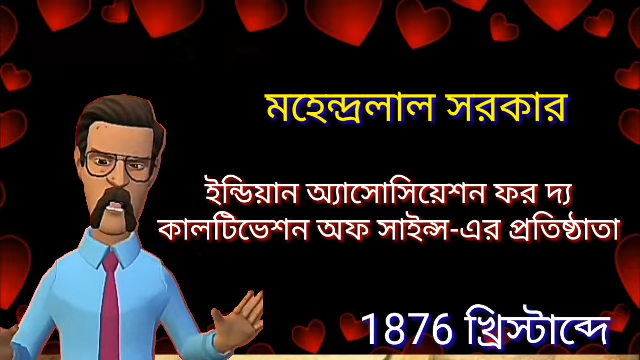 মহেন্দ্রলাল সরকার
ইন্ডিয়ান অ্যাসোসিয়েশন ফর দ্য
কালটিভেশন অফ সাইন্স-এর প্রতিষ্ঠাতা
1876 খ্রিস্টাব্দে